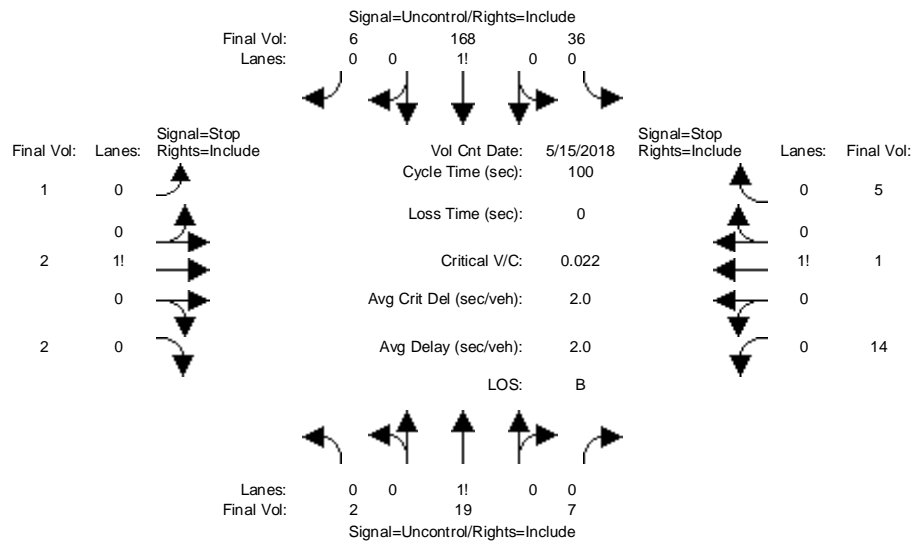 Signal=Uncontrol/Rights=Include
Final Vol: 6 168 36
Lanes: 0 0 1! 0 0
Signal=Stop
Final Vol: Lanes: Rights=Include
Vol Cnt Date: 5/15/2018
Signal=Stop
Rights=Include Lanes: Final Vol:
Cycle Time (sec): 100
1 0
0 5
Loss Time (sec): 0
0
0
2 1!
Critical V/C: 0.022
1! 1
0
Avg Crit Del (sec/veh): 2.0
0
2 0
Avg Delay (sec/veh): 2.0
0 14
LOS: B
Lanes: 0 0 1! 0 0
Final Vol: 2 19 7
Signal=Uncontrol/Rights=Include